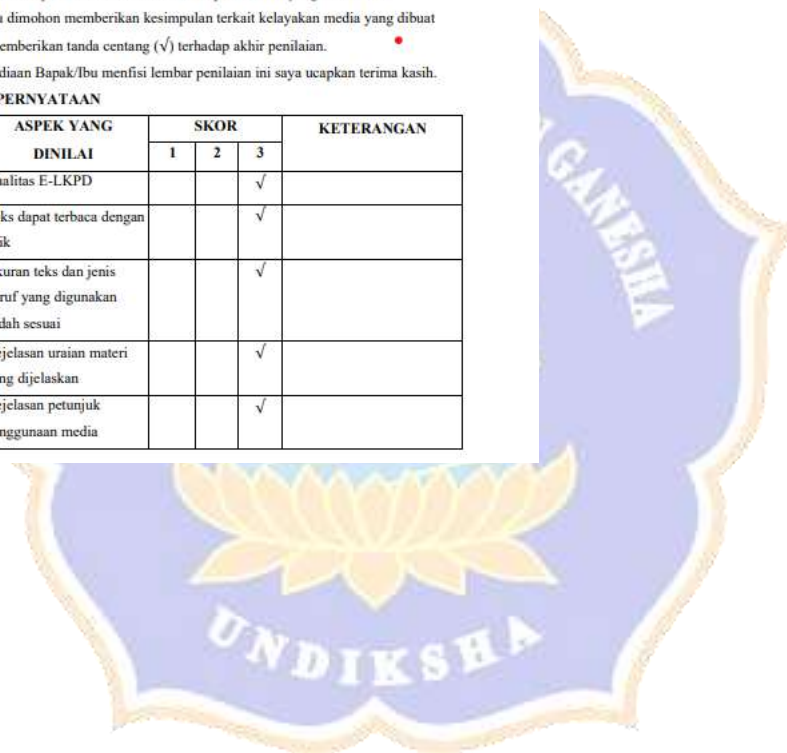 dimohon memberikan kesimpulan terkait kelayakan media yang dibuat
emberikan tanda centang (√) terhadap akhir penilaian.
diaan Bapak/Ibu menfisi lembar penilaian ini saya ucapkan terima kasih.
PERNYATAAN
ASPEK YANG DINILAI SKOR KETERANGAN
1 2 3
alitas E-LKPD √
ks dapat terbaca dengan √
ik
uran teks dan jenis √
ruf yang digunakan
dah sesuai
ejelasan uraian materi √
ng dijelaskan
ejelasan petunjuk √
nggunaan media
GANESHA
UNDIKSHA